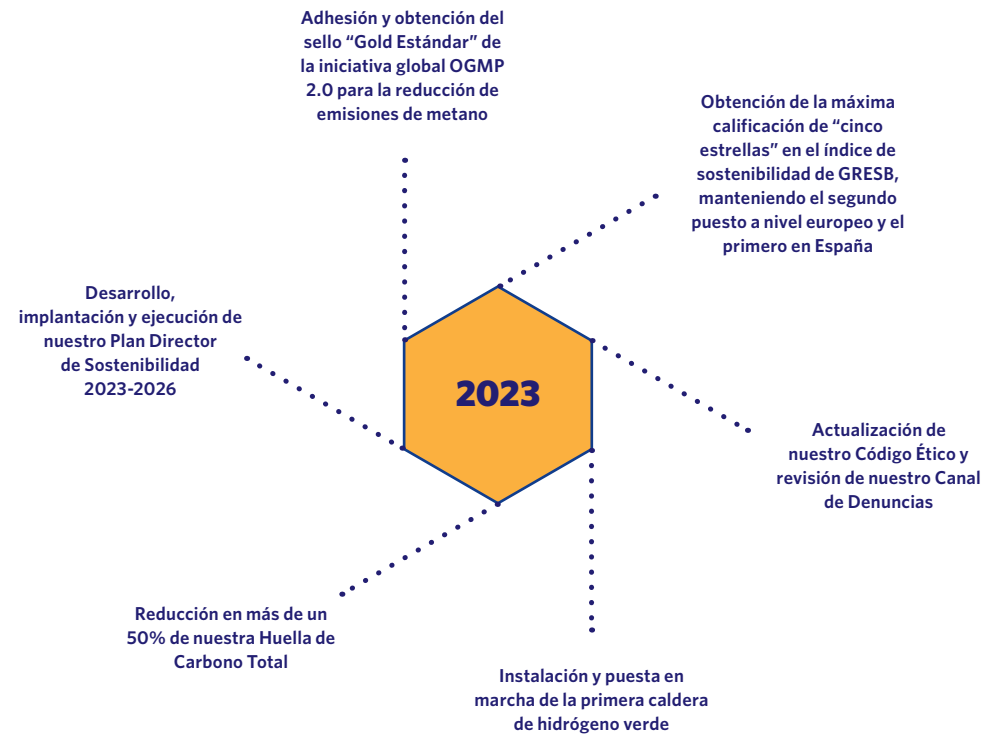 Adhesión y obtención del
sello “Gold Estándar” de
la iniciativa global OGMP
2.0 para la reducción de
emisiones de metano
Obtención de la máxima
calificación de “cinco
estrellas” en el índice de
sostenibilidad de GRESB,
manteniendo el segundo
puesto a nivel europeo y el
primero en España
Desarrollo,
implantación y ejecución de
nuestro Plan Director
de Sostenibilidad
2023-2026
2023
Actualización de
nuestro Código Ético y
revisión de nuestro Canal
de Denuncias
Reducción en más de un
50% de nuestra Huella de
Carbono Total
Instalación y puesta en
marcha de la primera caldera
de hidrógeno verde